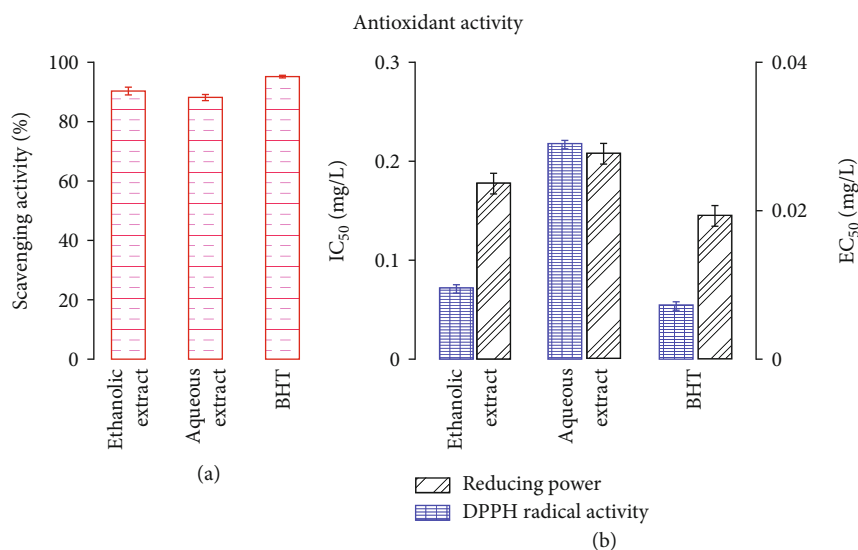 Antioxidant activity
Scavenging activity (%)
100
80
60
40
20
0
Ethanolic
extract
Aqueous
extract
BHT
(a)
IC50 (mg/L)
0.3
0.2
0.1
0
EC50 (mg/L)
0.04
0.02
0
Ethanolic
extract
Aqueous
extract
BHT
Reducing power
DPPH radical activity
(b)